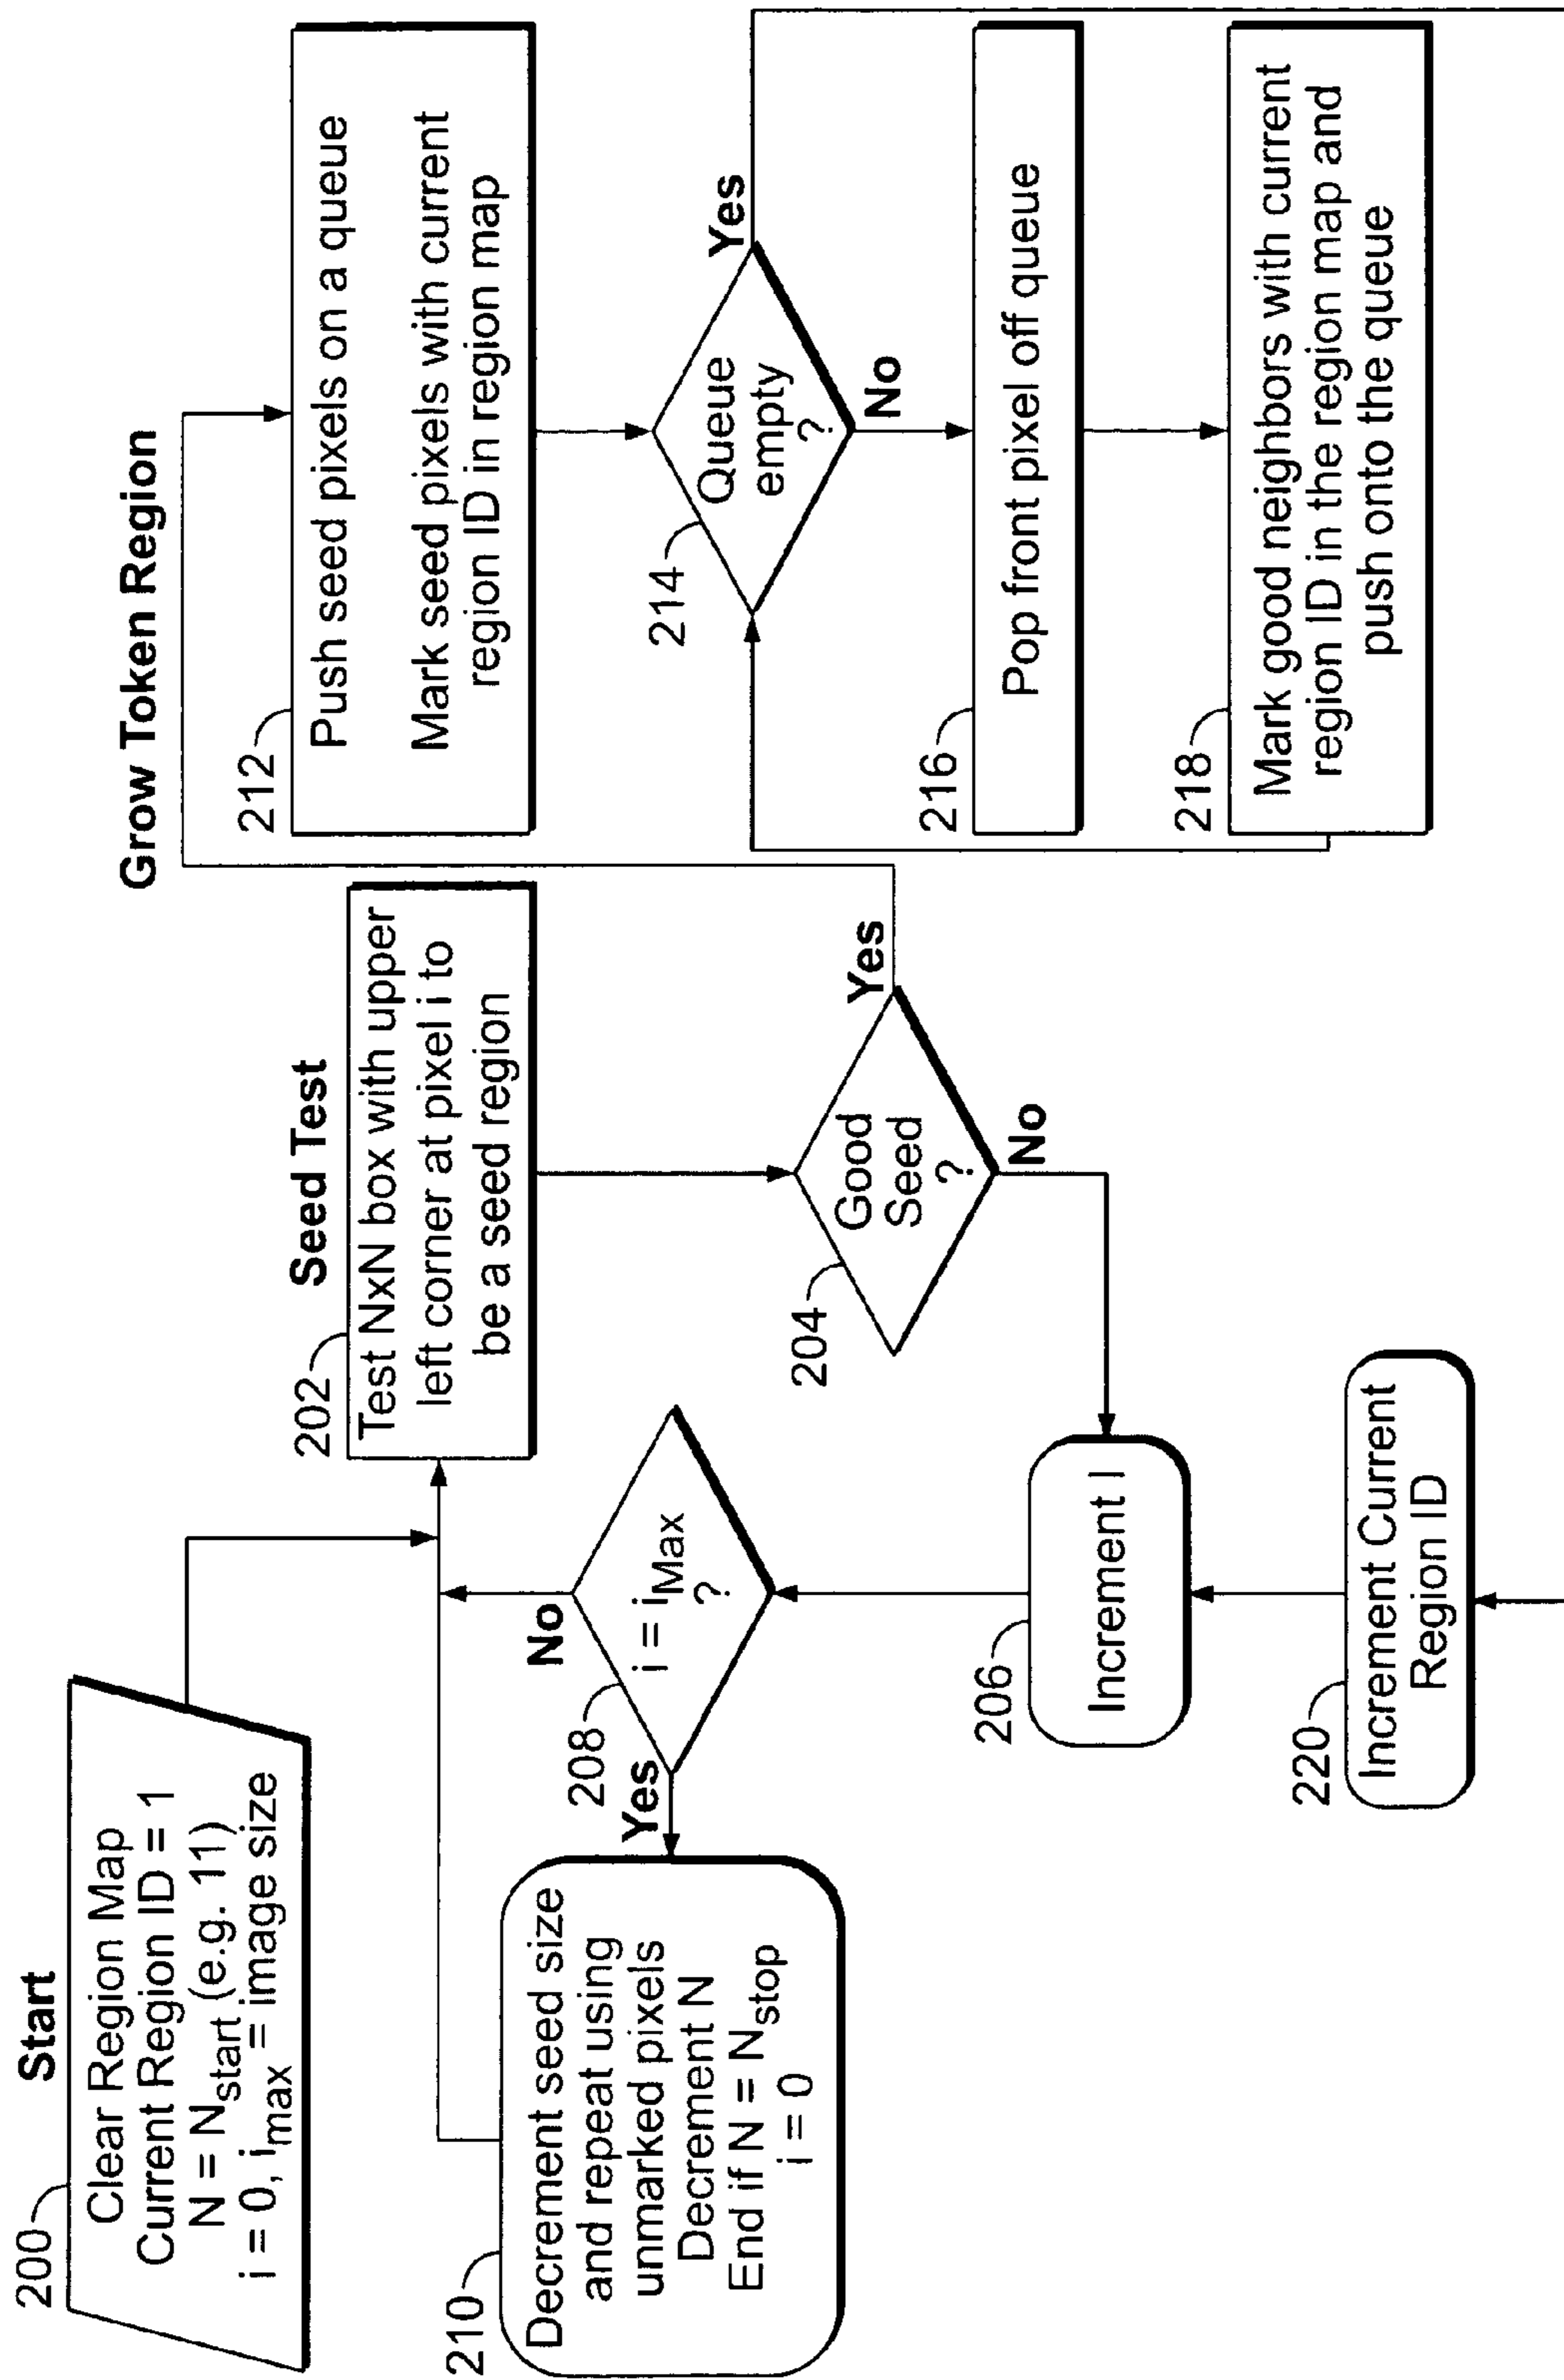 Start
200
Clear Region Map
Current Region ID = 1
N = Nstart (e.g. 11)
i = 0, imax = image size
Seed Test
202
Test NxN box with upper
left corner at pixel i to
be a seed region
204
Good
Seed
?
Yes
No
206
Increment I
208
i = iMax
?
No
Yes
210
Decrement seed size
and repeat using
unmarked pixels
Decrement N
End if N = Nstop
i = 0
Grow Token Region
212
Push seed pixels on a queue
Mark seed pixels with current
region ID in region map
214
Queue
empty
?
Yes
No
216
Pop front pixel off queue
218
Mark good neighbors with current
region ID in the region map and
push onto the queue
220
Increment Current
Region ID